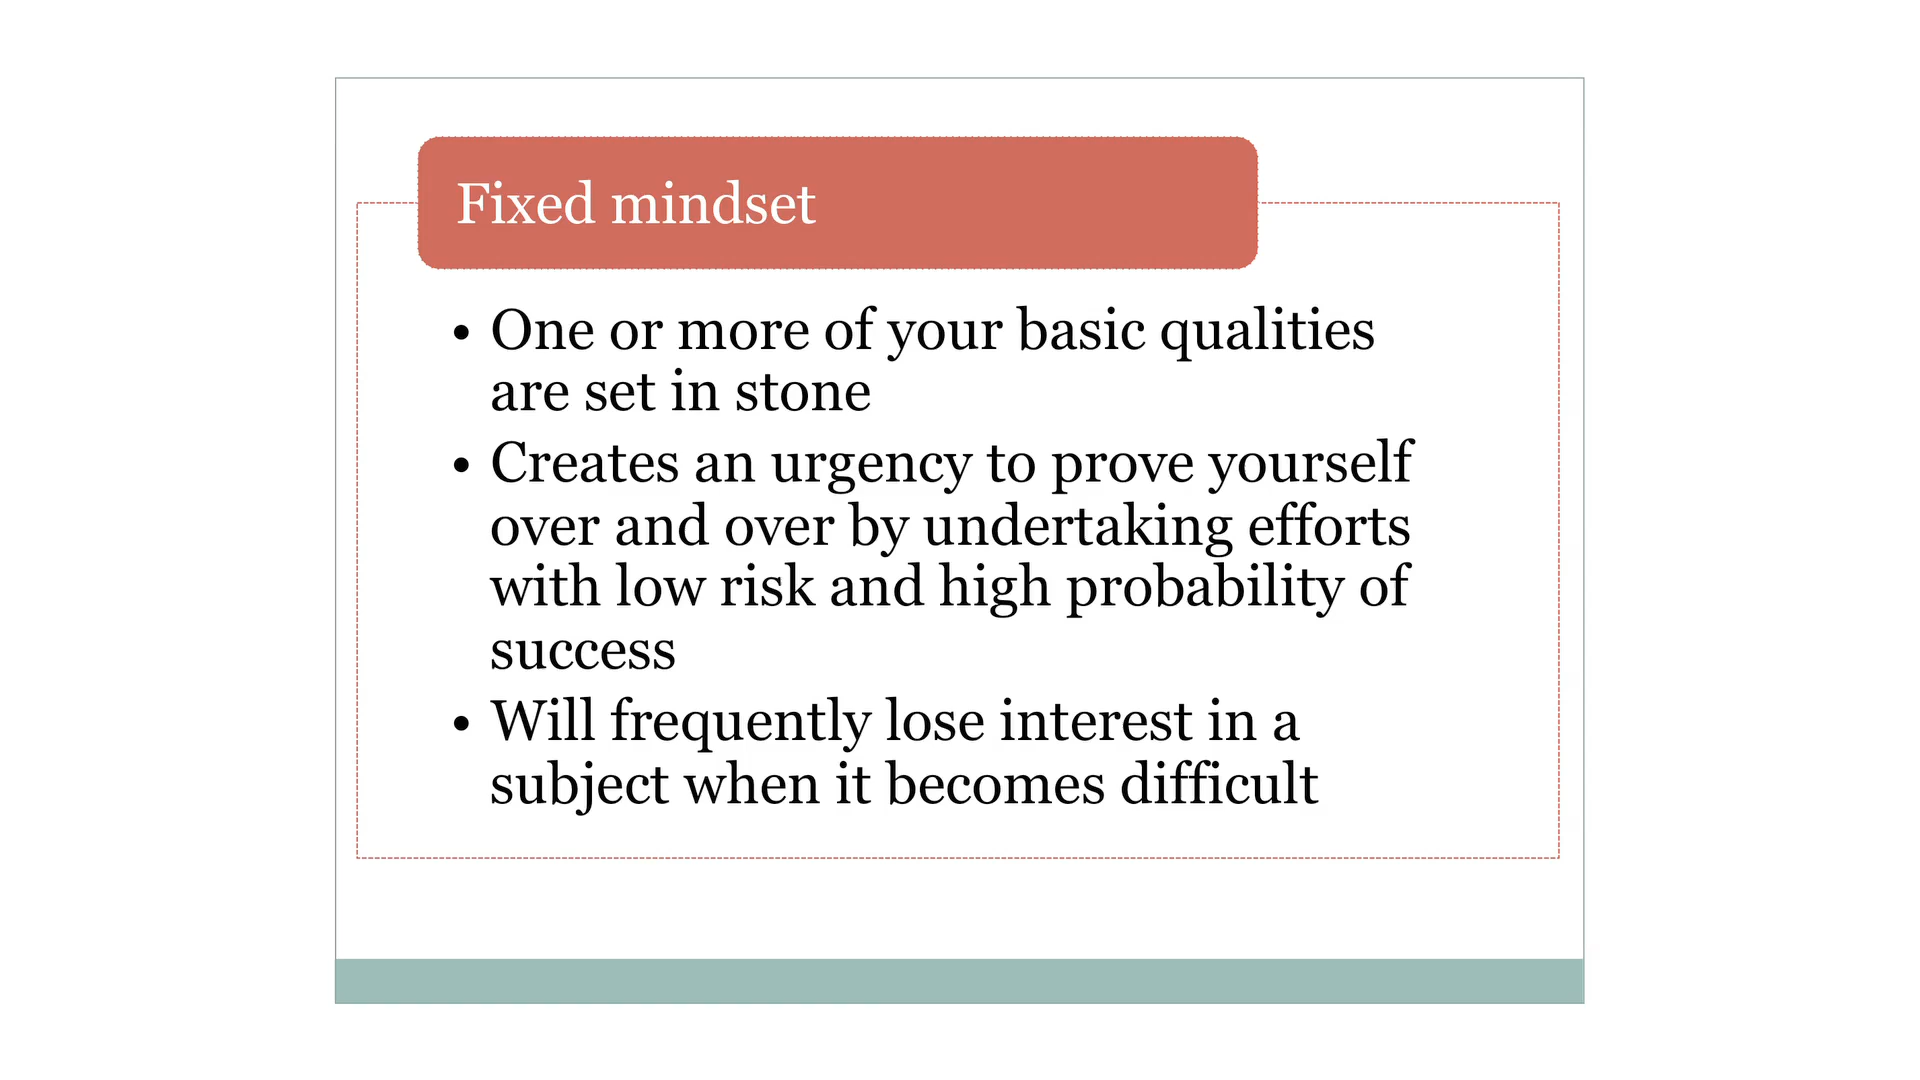 Fixed mindset
• One or more of your basic qualities
are set in stone
• Creates an urgency to prove yourself
over and over by undertaking efforts
with low risk and high probability of
success
• Will frequently lose interest in a
subject when it becomes difficult